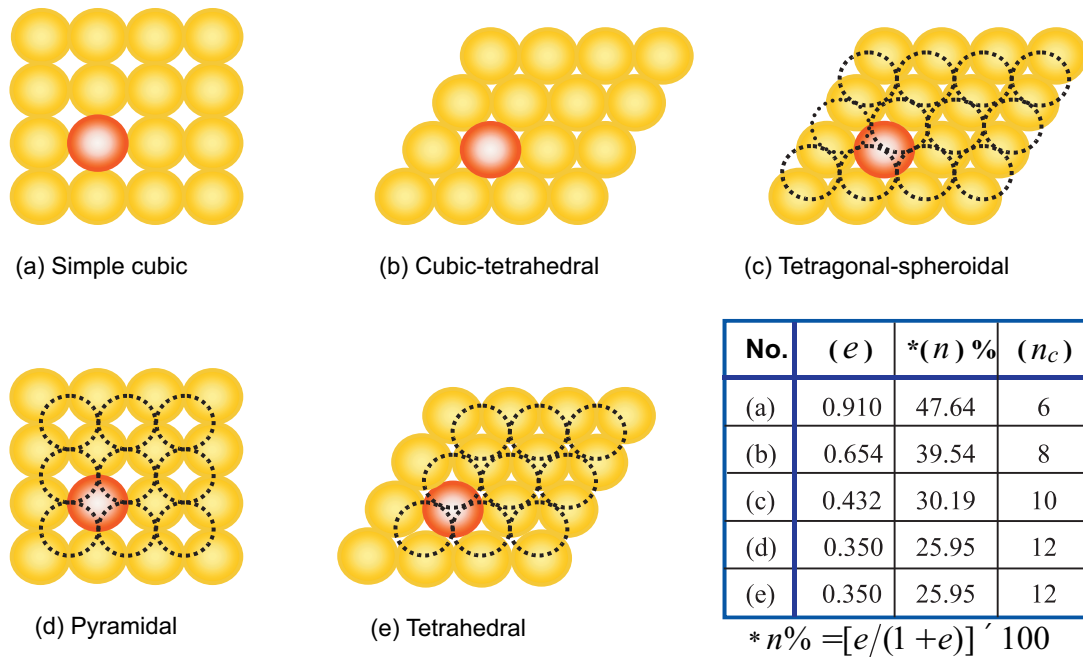 (a) Simple cubic
(b) Cubic-tetrahedral
(c) Tetragonal-spheroidal
(d) Pyramidal
(e) Tetrahedral
No. (e) *(n) % (n_c)
(a) 0.910 47.64 6
(b) 0.654 39.54 8
(c) 0.432 30.19 10
(d) 0.350 25.95 12
(e) 0.350 25.95 12
*n% =[e/(1 +e)] ´ 100